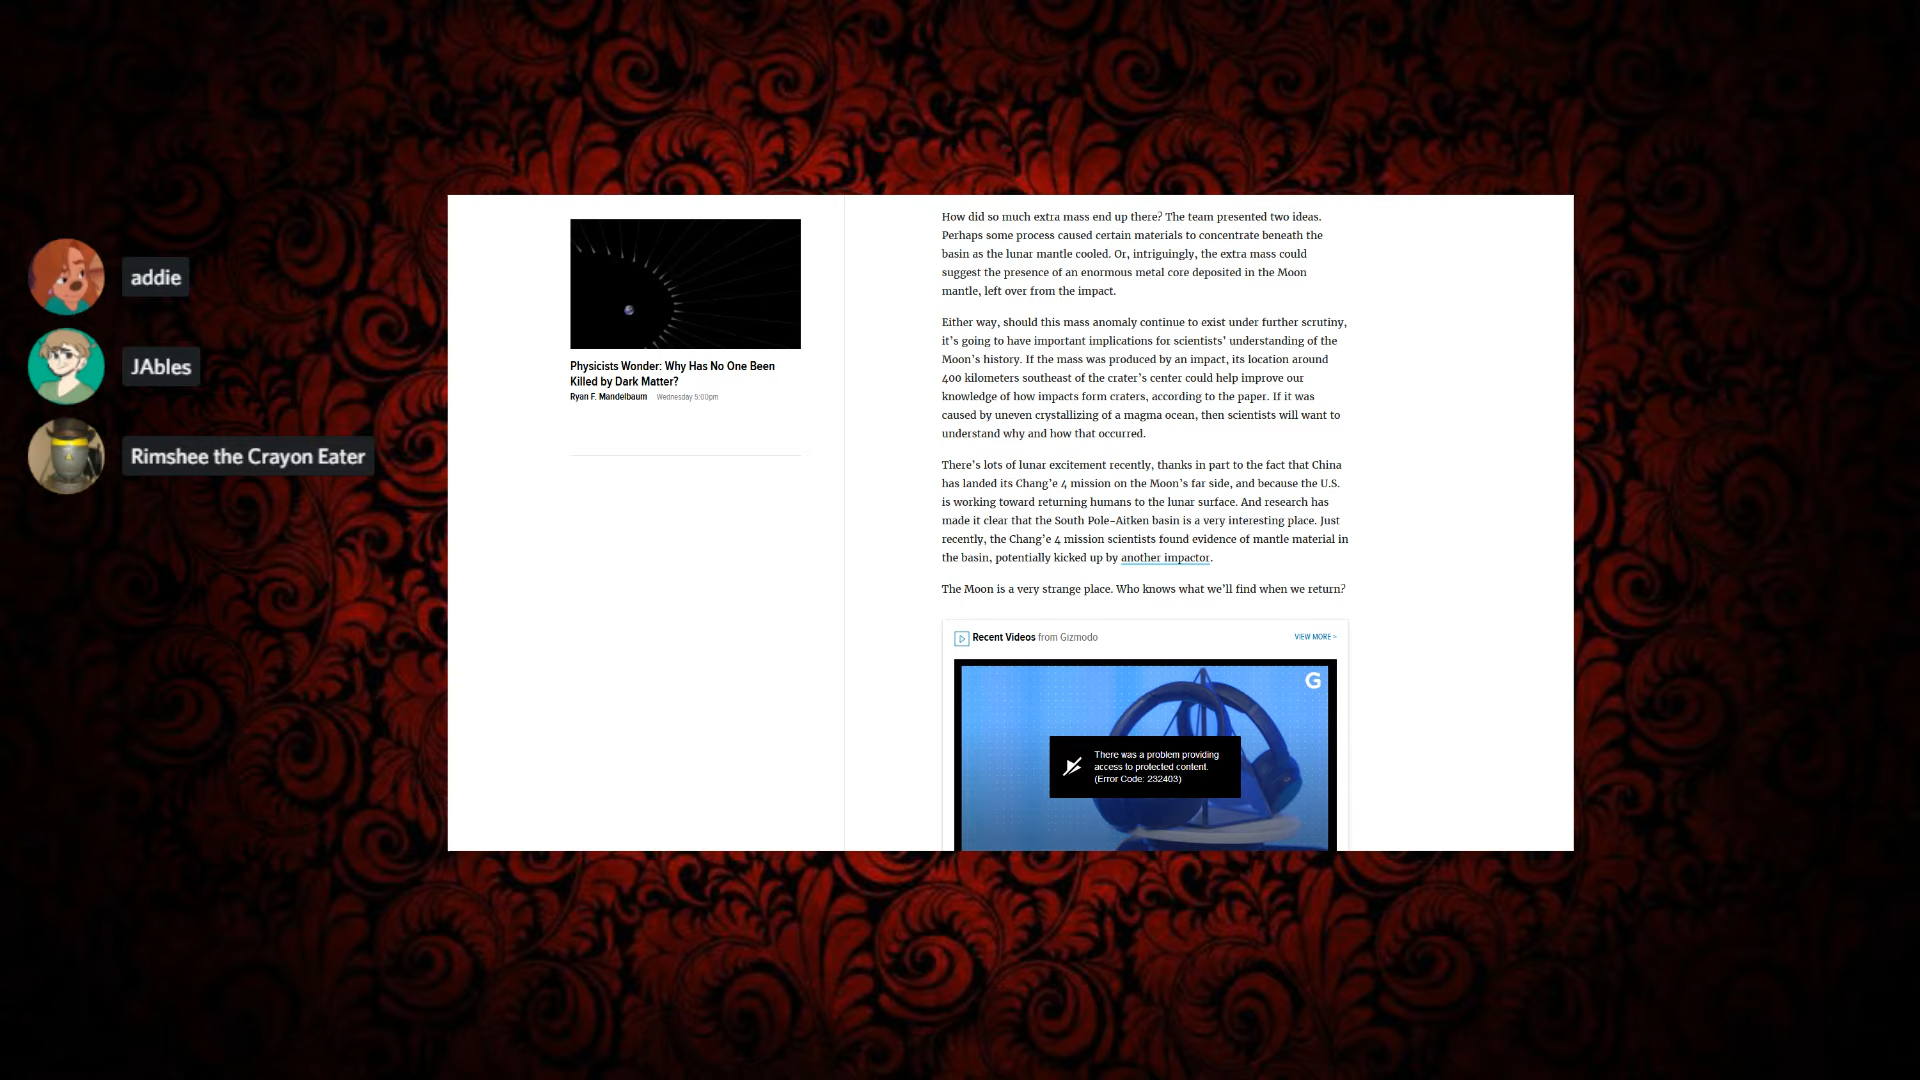 addie
JAbles
Rimshee the Crayon Eater
Physicists Wonder: Why Has No One Been
Killed by Dark Matter?
Ryan F. Mandelbaum Wednesday 5:00pm
How did so much extra mass end up there? The team presented two ideas.
Perhaps some process caused certain materials to concentrate beneath the
basin as the lunar mantle cooled. Or, intriguingly, the extra mass could
suggest the presence of an enormous metal core deposited in the Moon
mantle, left over from the impact.
Either way, should this mass anomaly continue to exist under further scrutiny,
it’s going to have important implications for scientists’ understanding of the
Moon’s history. If the mass was produced by an impact, its location around
400 kilometers southeast of the crater’s center could help improve our
knowledge of how impacts form craters, according to the paper. If it was
caused by uneven crystallizing of a magma ocean, then scientists will want to
understand why and how that occurred.
There’s lots of lunar excitement recently, thanks in part to the fact that China
has landed its Chang’e 4 mission on the Moon’s far side, and because the U.S.
is working toward returning humans to the lunar surface. And research has
made it clear that the South Pole–Aitken basin is a very interesting place. Just
recently, the Chang’e 4 mission scientists found evidence of mantle material in
the basin, potentially kicked up by another impactor.
The Moon is a very strange place. Who knows what we’ll find when we return?
Recent Videos from Gizmodo VIEW MORE >
G
There was a problem providing
access to protected content.
(Error Code: 232403)